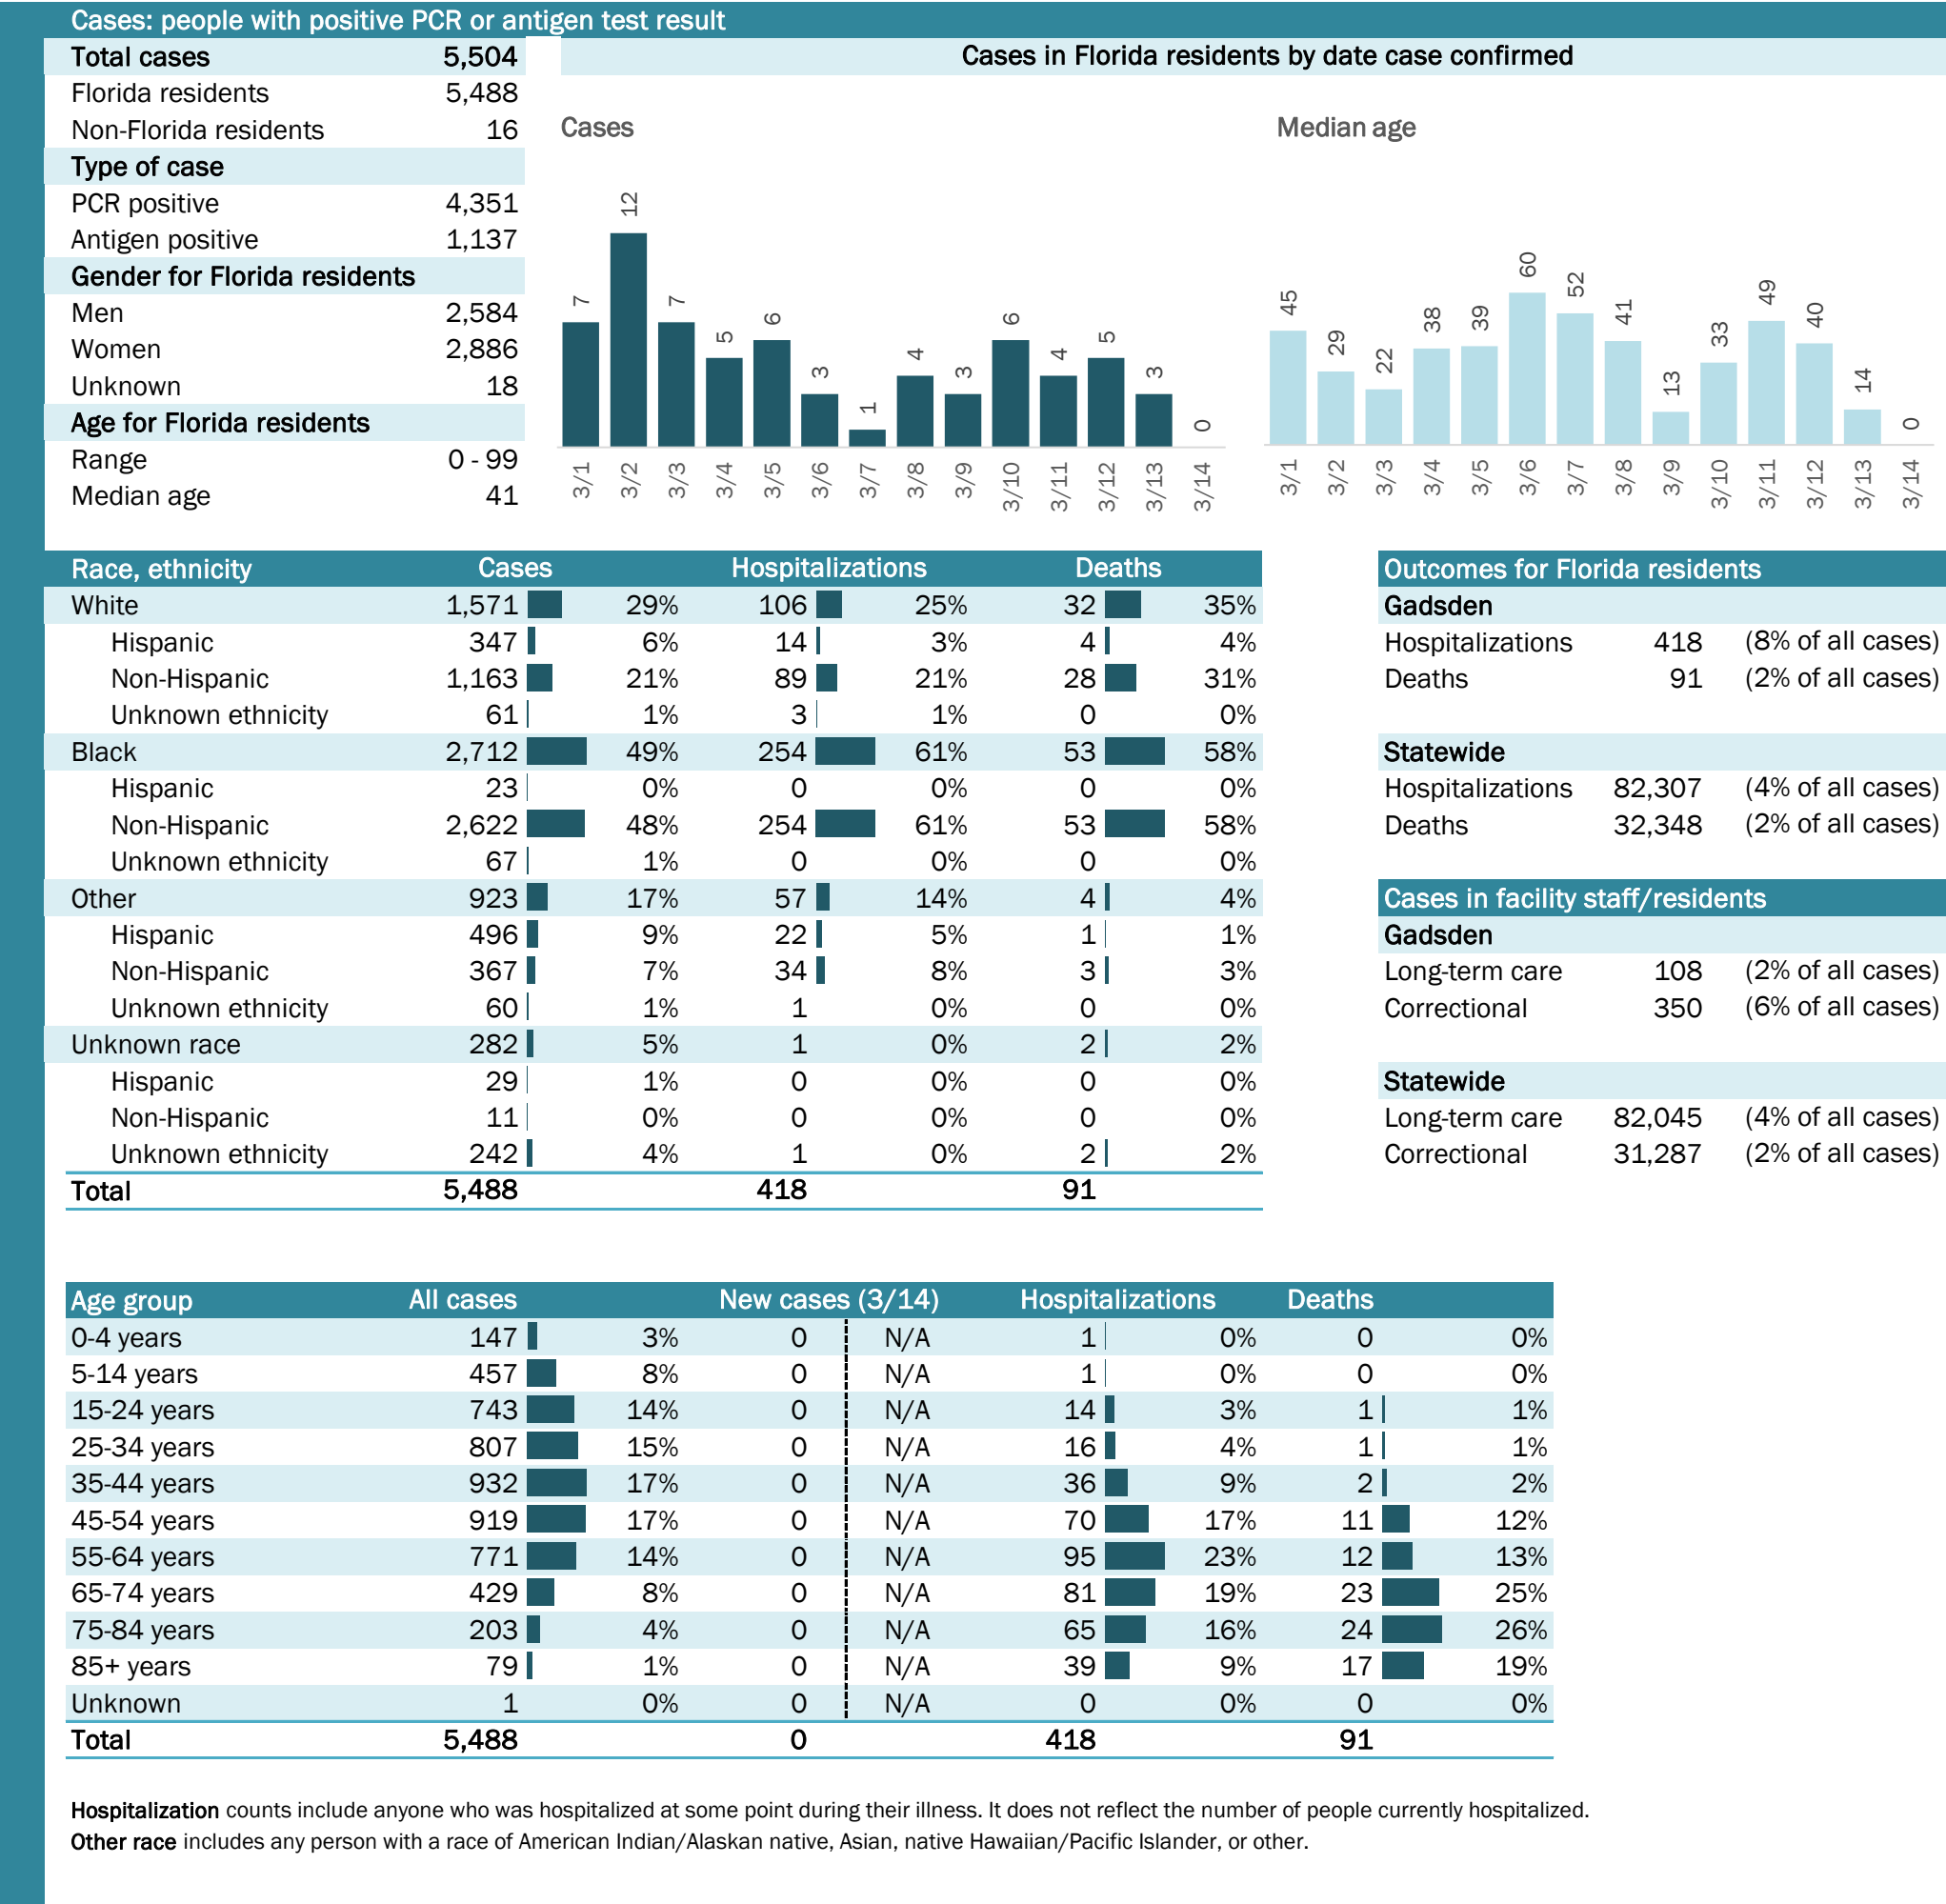 Cases: people with positive PCR or antigen test result
Total cases 5,504
Florida residents 5,488
Non-Florida residents 16
Type of case
PCR positive 4,351
Antigen positive 1,137
Gender for Florida residents
Men 2,584
Women 2,886
Unknown 18
Age for Florida residents
Range 0 - 99
Median age 41
Cases in Florida residents by date case confirmed
Cases
7 12 7 5 6 3 1 4 3 6 4 5 3 0
3/1 3/2 3/3 3/4 3/5 3/6 3/7 3/8 3/9 3/10 3/11 3/12 3/13 3/14
Median age
45 29 22 38 39 60 52 41 13 33 49 40 14 0
3/1 3/2 3/3 3/4 3/5 3/6 3/7 3/8 3/9 3/10 3/11 3/12 3/13 3/14
Race, ethnicity Cases Hospitalizations Deaths
White 1,571 29% 106 25% 32 35%
Hispanic 347 6% 14 3% 4 4%
Non-Hispanic 1,163 21% 89 21% 28 31%
Unknown ethnicity 61 1% 3 1% 0 0%
Black 2,712 49% 254 61% 53 58%
Hispanic 23 0% 0 0% 0 0%
Non-Hispanic 2,622 48% 254 61% 53 58%
Unknown ethnicity 67 1% 0 0% 0 0%
Other 923 17% 57 14% 4 4%
Hispanic 496 9% 22 5% 1 1%
Non-Hispanic 367 7% 34 8% 3 3%
Unknown ethnicity 60 1% 1 0% 0 0%
Unknown race 282 5% 1 0% 2 2%
Hispanic 29 1% 0 0% 0 0%
Non-Hispanic 11 0% 0 0% 0 0%
Unknown ethnicity 242 4% 1 0% 2 2%
Total 5,488 418 91
Outcomes for Florida residents
Gadsden
Hospitalizations 418 (8% of all cases)
Deaths 91 (2% of all cases)
Statewide
Hospitalizations 82,307 (4% of all cases)
Deaths 32,348 (2% of all cases)
Cases in facility staff/residents
Gadsden
Long-term care 108 (2% of all cases)
Correctional 350 (6% of all cases)
Statewide
Long-term care 82,045 (4% of all cases)
Correctional 31,287 (2% of all cases)
Age group All cases New cases (3/14) Hospitalizations Deaths
0-4 years 147 3% 0 N/A 1 0% 0 0%
5-14 years 457 8% 0 N/A 1 0% 0 0%
15-24 years 743 14% 0 N/A 14 3% 1 1%
25-34 years 807 15% 0 N/A 16 4% 1 1%
35-44 years 932 17% 0 N/A 36 9% 2 2%
45-54 years 919 17% 0 N/A 70 17% 11 12%
55-64 years 771 14% 0 N/A 95 23% 12 13%
65-74 years 429 8% 0 N/A 81 19% 23 25%
75-84 years 203 4% 0 N/A 65 16% 24 26%
85+ years 79 1% 0 N/A 39 9% 17 19%
Unknown 1 0% 0 N/A 0 0% 0 0%
Total 5,488 0 418 91
Hospitalization counts include anyone who was hospitalized at some point during their illness. It does not reflect the number of people currently hospitalized.
Other race includes any person with a race of American Indian/Alaskan native, Asian, native Hawaiian/Pacific Islander, or other.